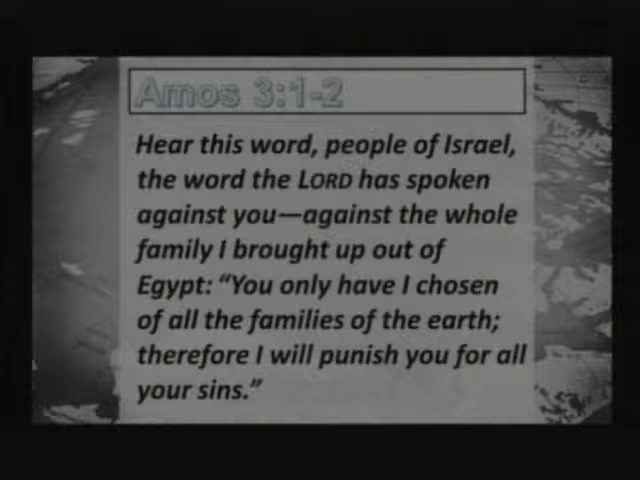 Amos 3:1-2
Hear this word, people of Israel,
the word the LORD has spoken
against you—against the whole
family I brought up out of
Egypt: “You only have I chosen
of all the families of the earth;
therefore I will punish you for all
your sins.”